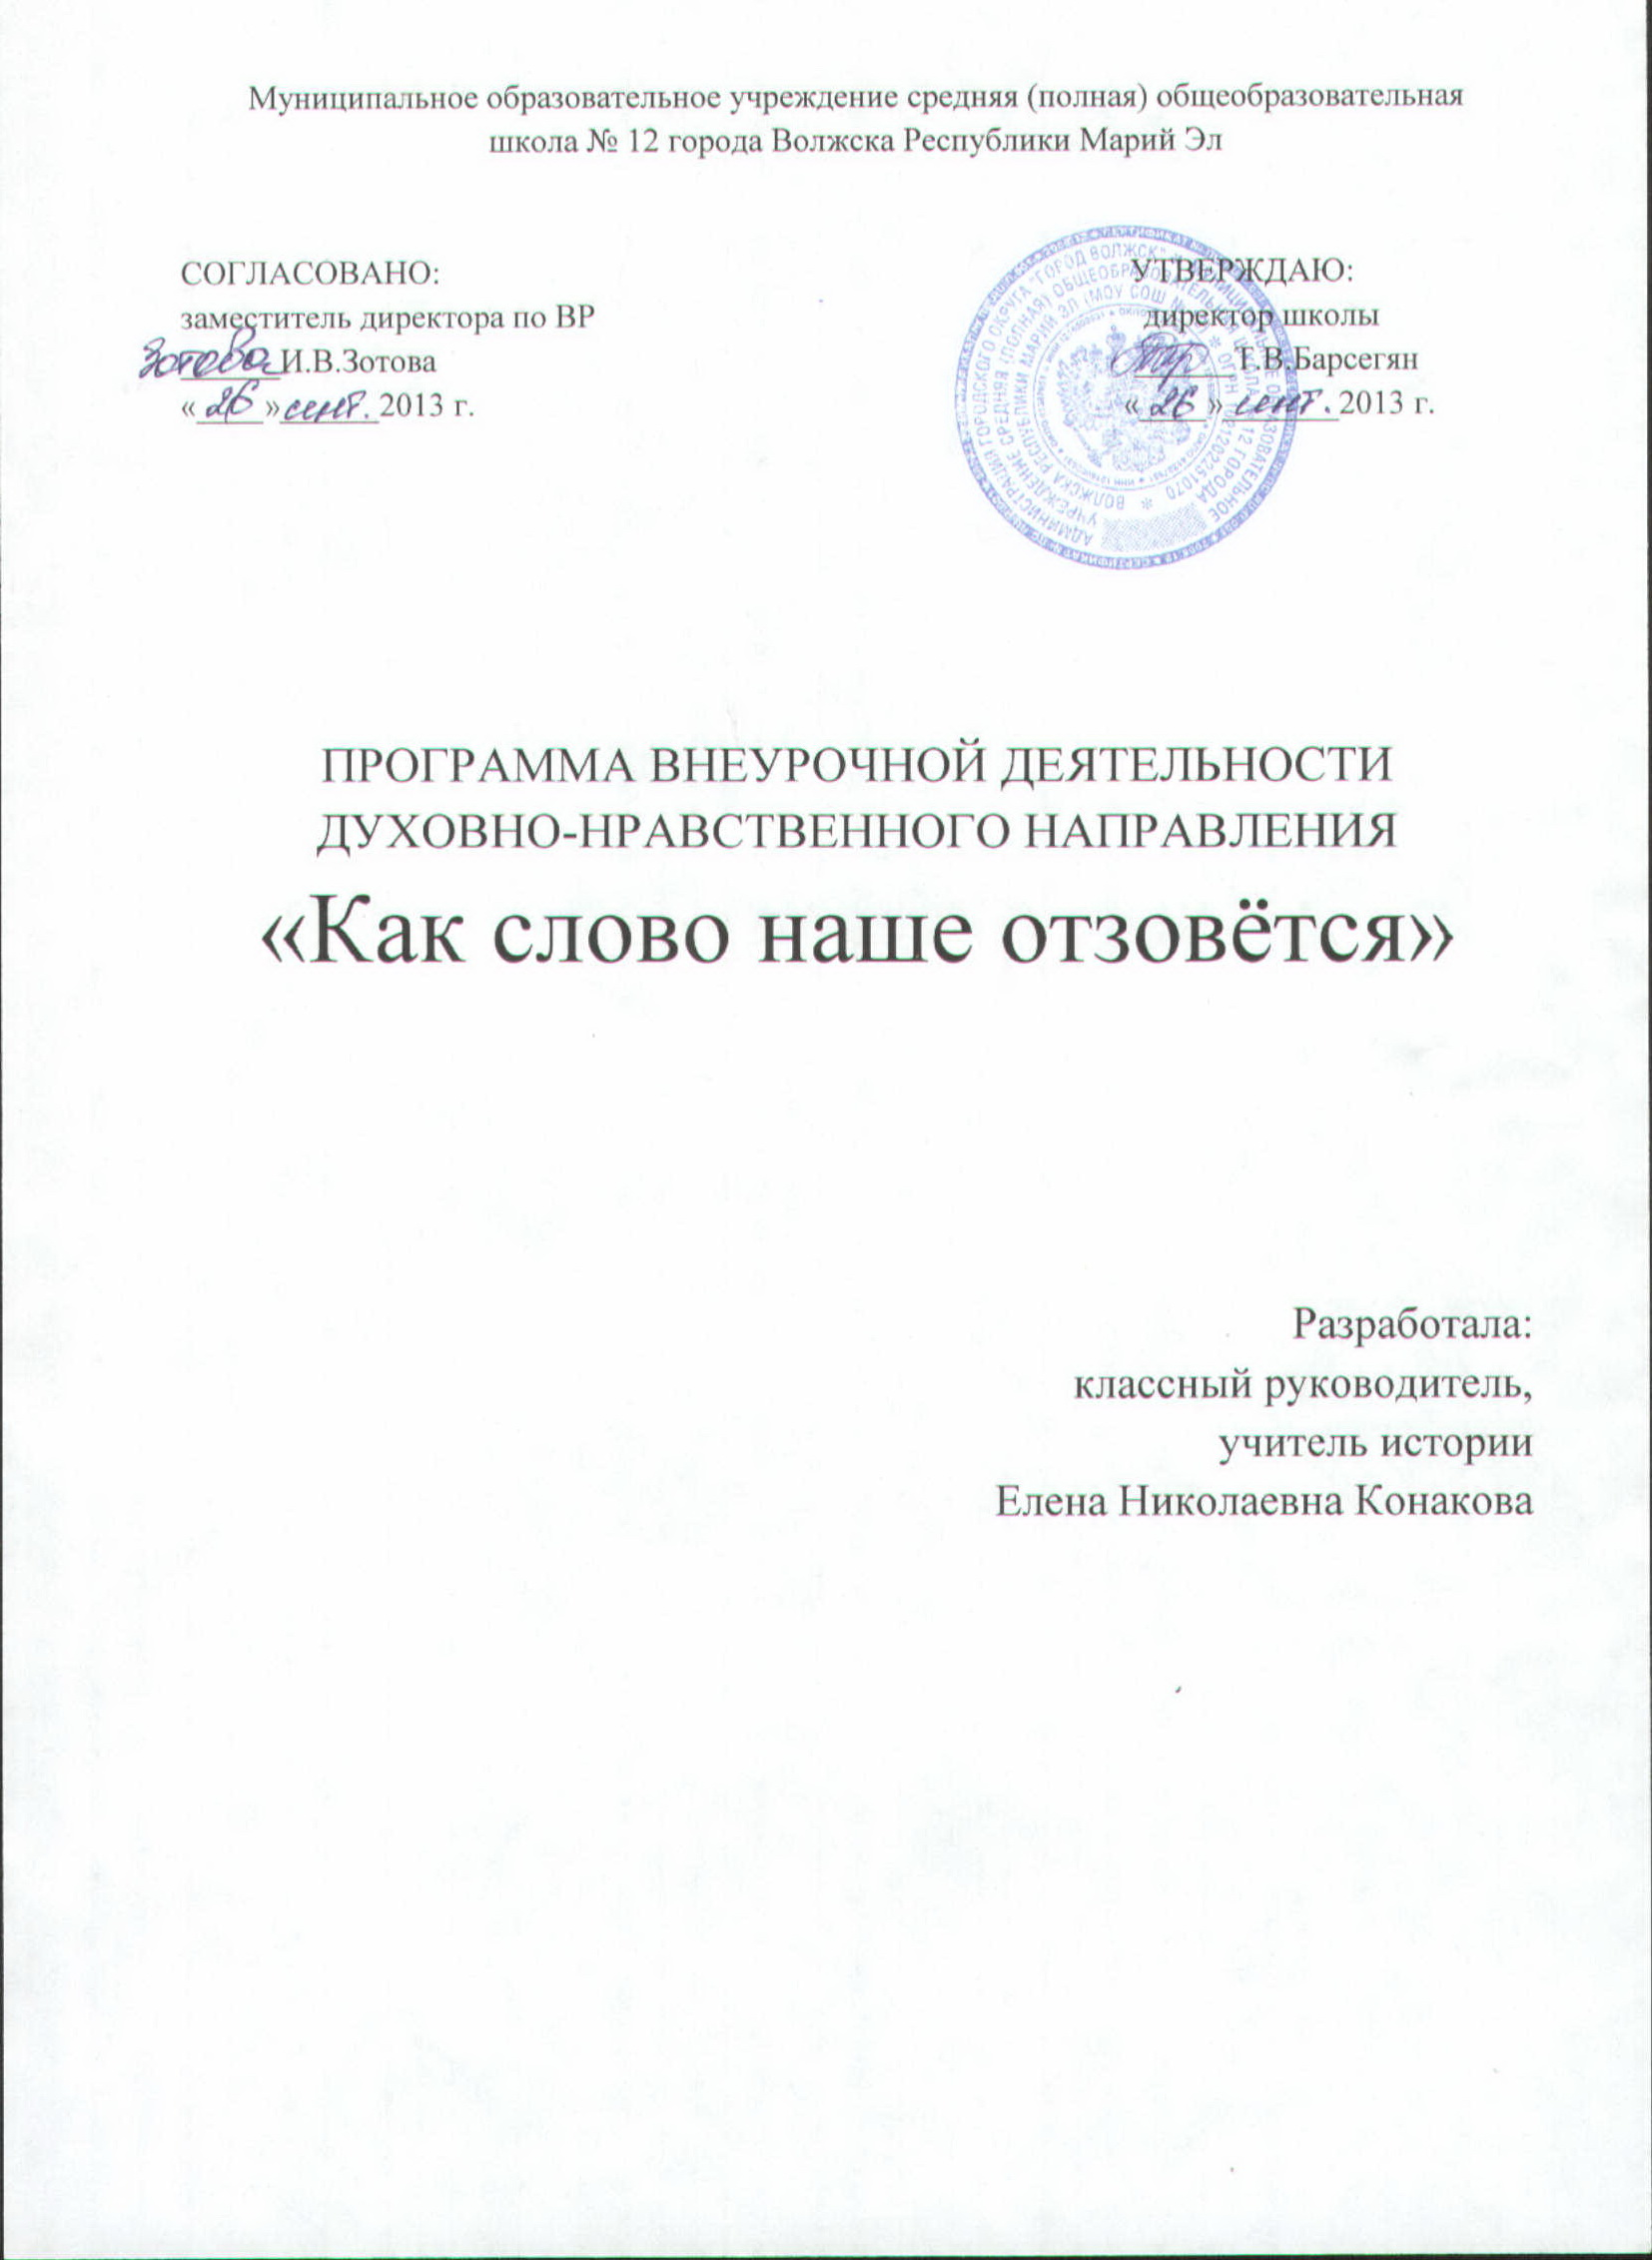 Муниципальное образовательное учреждение средняя (полная) общеобразовательная
школа № 12 города Волжска Республики Марий Эл
СОГЛАСОВАНО:
заместитель директора по ВР
Зотова И.В.Зотова
« 26 » сент. 2013 г.
УТВЕРЖДАЮ:
директор школы
Т.В.Барсегян
« 26 » сент. 2013 г.
ПРОГРАММА ВНЕУРОЧНОЙ ДЕЯТЕЛЬНОСТИ
ДУХОВНО-НРАВСТВЕННОГО НАПРАВЛЕНИЯ
«Как слово наше отзовётся»
Разработала:
классный руководитель,
учитель истории
Елена Николаевна Конакова